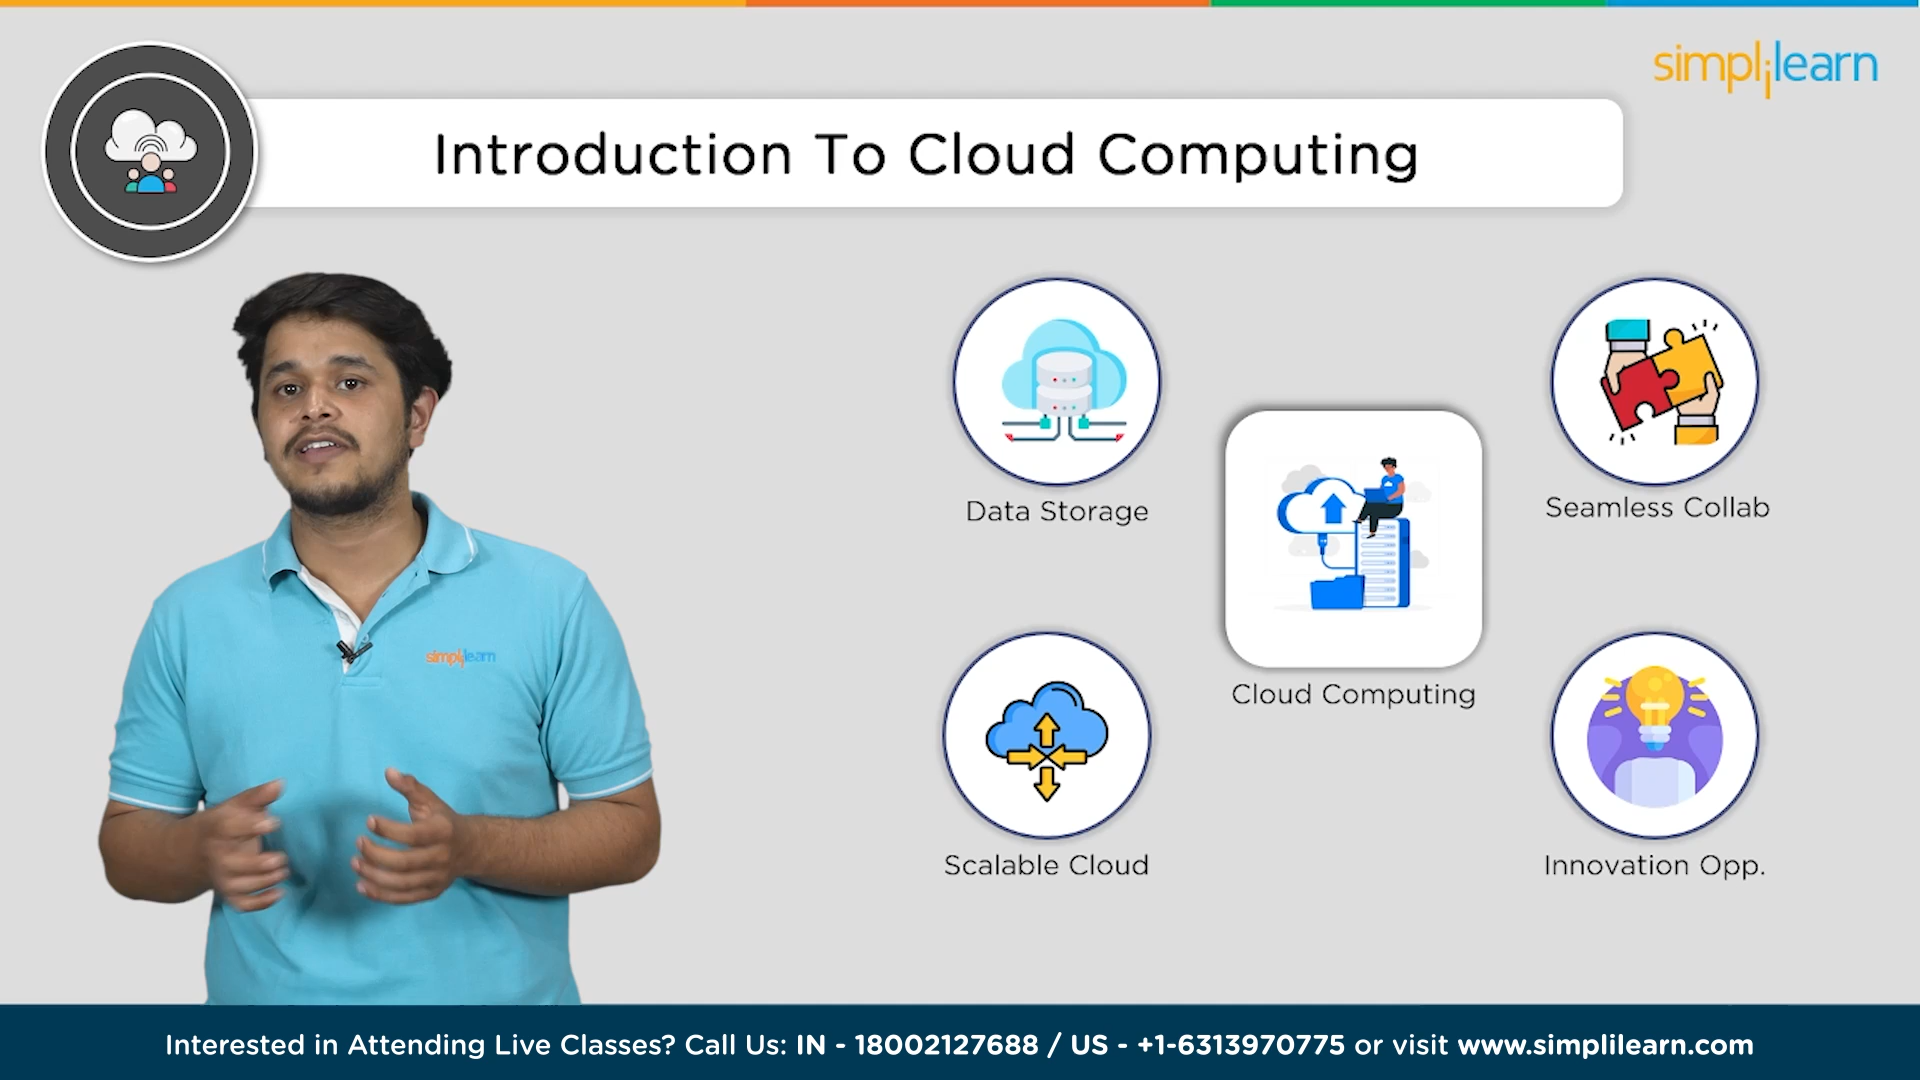 simplilearn
Introduction To Cloud Computing
Data Storage
Seamless Collab
simplilearn
Cloud Computing
Scalable Cloud
Innovation Opp.
Interested in Attending Live Classes? Call Us: IN - 18002127688 / US - +1-6313970775 or visit www.simplilearn.com